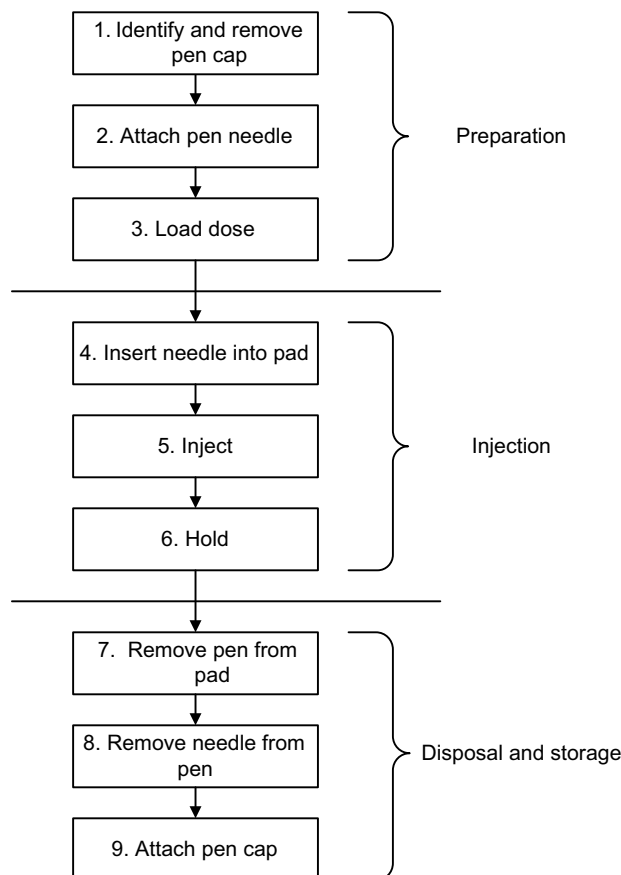 1. Identify and remove
pen cap
2. Attach pen needle
Preparation
3. Load dose
4. Insert needle into pad
5. Inject
Injection
6. Hold
7. Remove pen from
pad
8. Remove needle from
pen
Disposal and storage
9. Attach pen cap